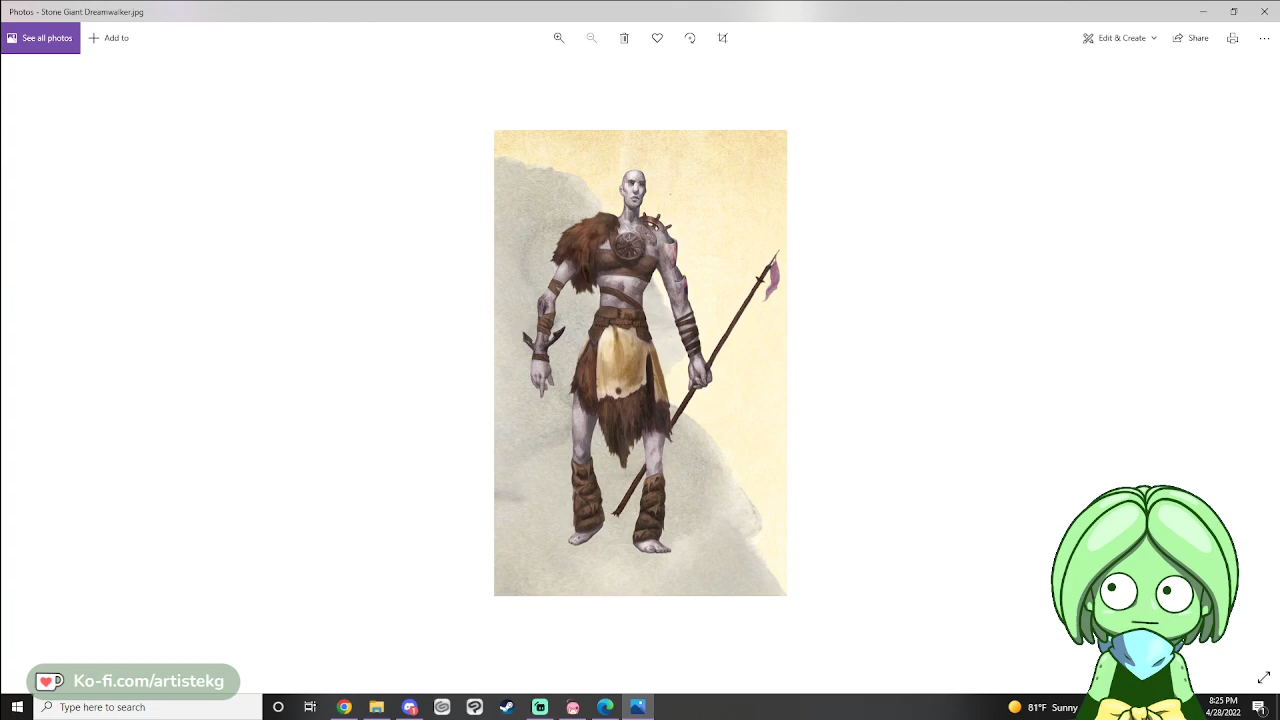 Photos - Stone Giant Dreamwalker.jpg
See all photos
Add to
Edit & Create
Share
Ko-fi.com/artistekg
Type here to search
81°F Sunny
8:25 PM
4/28/2022